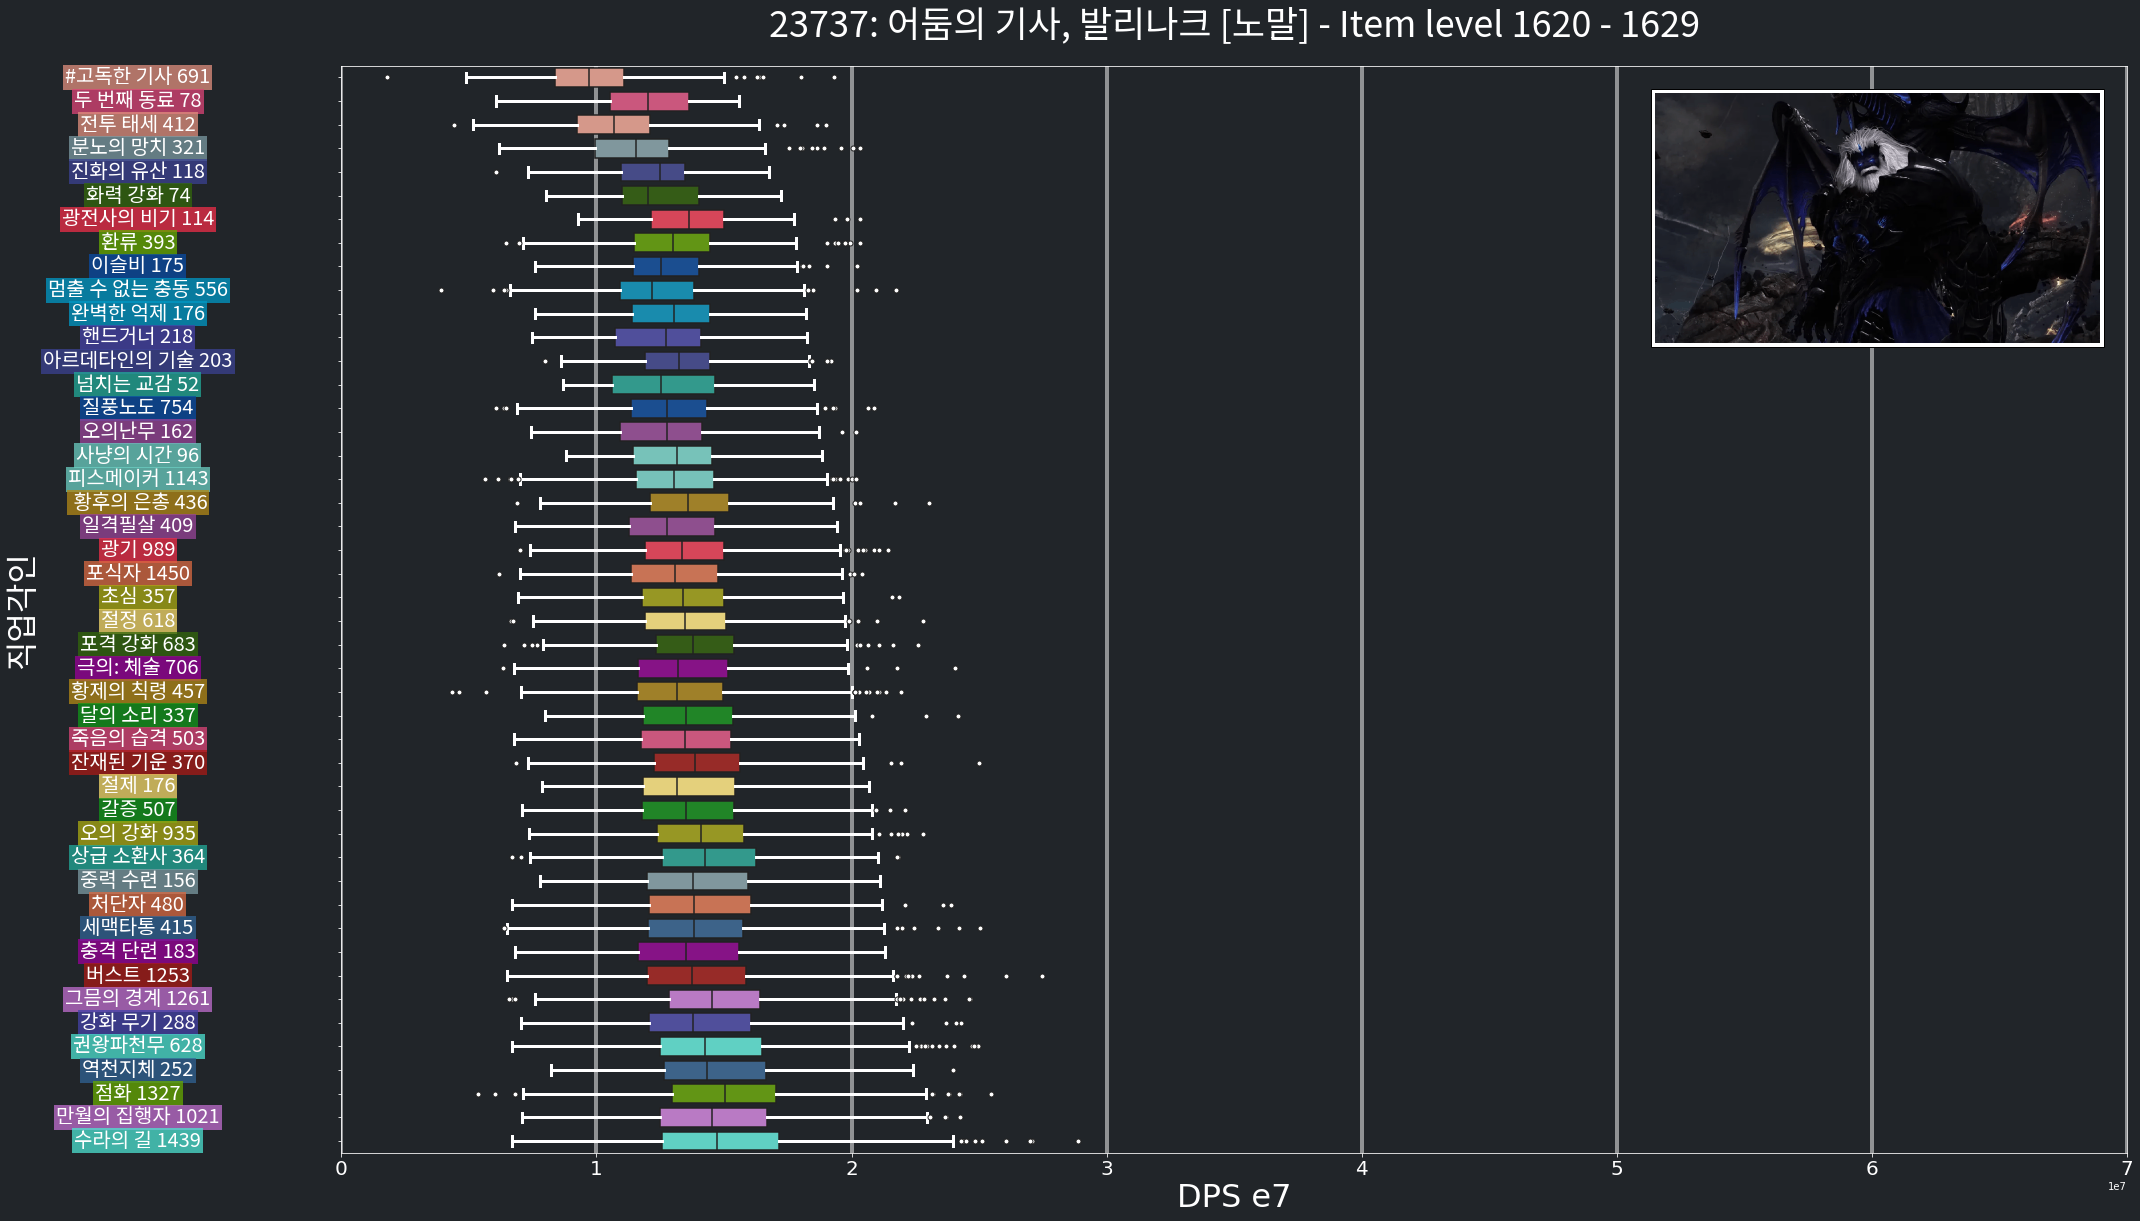 23737: 어둠의 기사, 발리나크 [노말] - Item level 1620 - 1629
#고독한 기사 691
두 번째 동료 78
전투 태세 412
분노의 망치 321
진화의 유산 118
화력 강화 74
광전사의 비기 114
환류 393
이슬비 175
멈출 수 없는 충동 556
완벽한 억제 176
핸드거너 218
아르데타인의 기술 203
넘치는 교감 52
질풍노도 754
오의난무 162
사냥의 시간 96
피스메이커 1143
황후의 은총 436
일격필살 409
광기 989
포식자 1450
초심 357
절정 618
포격 강화 683
극의: 체술 706
황제의 칙령 457
달의 소리 337
죽음의 습격 503
잔재된 기운 370
절제 176
갈증 507
오의 강화 935
상급 소환사 364
중력 수련 156
처단자 480
세맥타통 415
충격 단련 183
버스트 1253
그믐의 경계 1261
강화 무기 288
권왕파천무 628
역천지체 252
점화 1327
만월의 집행자 1021
수라의 길 1439
직업각인
0 1 2 3 4 5 6 7
1e7
DPS e7